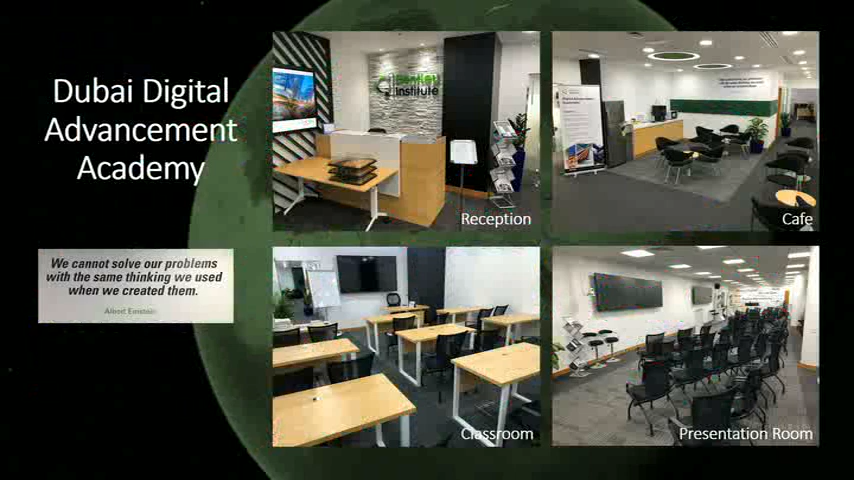 Dubai Digital
Advancement
Academy
We cannot solve our problems
with the same thinking we used
when we created them.
Albert Einstein
Bentley
Institute
Reception
Cafe
Classroom
Presentation Room